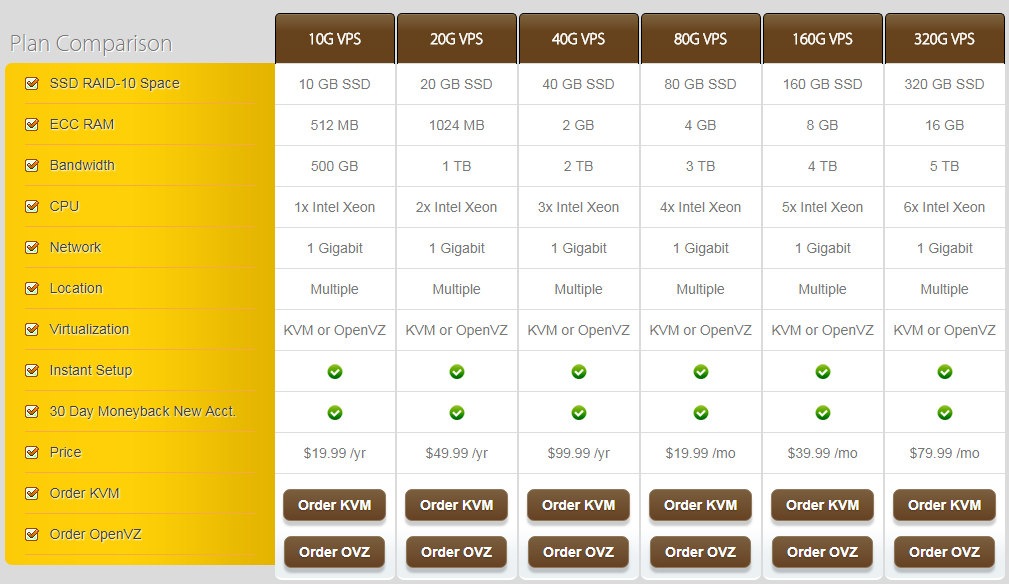 Plan Comparison 10G VPS 20G VPS 40G VPS 80G VPS 160G VPS 320G VPS
SSD RAID-10 Space 10 GB SSD 20 GB SSD 40 GB SSD 80 GB SSD 160 GB SSD 320 GB SSD
ECC RAM 512 MB 1024 MB 2 GB 4 GB 8 GB 16 GB
Bandwidth 500 GB 1 TB 2 TB 3 TB 4 TB 5 TB
CPU 1x Intel Xeon 2x Intel Xeon 3x Intel Xeon 4x Intel Xeon 5x Intel Xeon 6x Intel Xeon
Network 1 Gigabit 1 Gigabit 1 Gigabit 1 Gigabit 1 Gigabit 1 Gigabit
Location Multiple Multiple Multiple Multiple Multiple Multiple
Virtualization KVM or OpenVZ KVM or OpenVZ KVM or OpenVZ KVM or OpenVZ KVM or OpenVZ KVM or OpenVZ
Instant Setup
30 Day Moneyback New Acct.
Price $19.99 /yr $49.99 /yr $99.99 /yr $19.99 /mo $39.99 /mo $79.99 /mo
Order KVM Order KVM Order KVM Order KVM Order KVM Order KVM Order KVM
Order OpenVZ Order OVZ Order OVZ Order OVZ Order OVZ Order OVZ Order OVZ